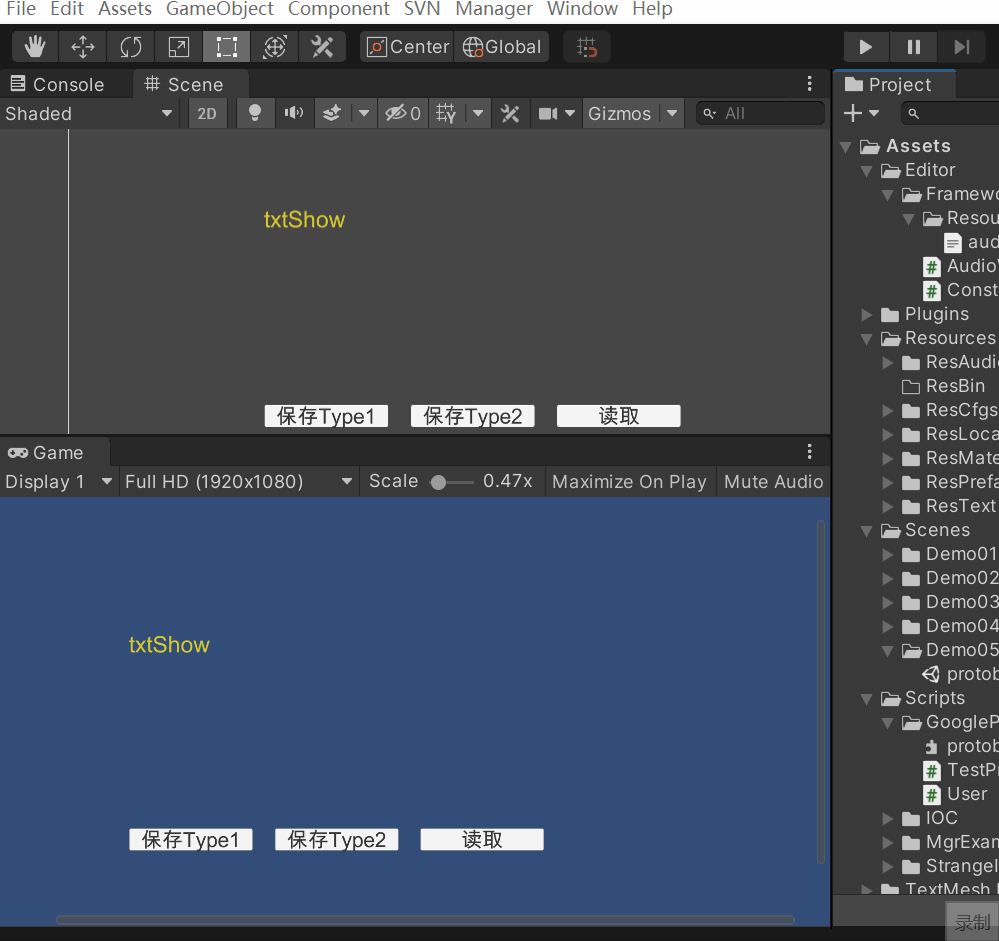 File Edit Assets GameObject Component SVN Manager Window Help
Center Global
Console Scene
Shaded 2D 0 Gizmos All
txtShow
保存Type1 保存Type2 读取
Game
Display 1 Full HD (1920x1080) Scale 0.47x Maximize On Play Mute Audio
txtShow
保存Type1 保存Type2 读取
Project
Assets
Editor
Framewo
Resou
aud
AudioV
Const
Plugins
Resources
ResAudi
ResBin
ResCfgs
ResLoca
ResMate
ResPrefa
ResText
Scenes
Demo01
Demo02
Demo03
Demo04
Demo05
protob
Scripts
GoogleP
protob
TestPr
User
IOC
MgrExam
StrangeI
TextMesh
录制